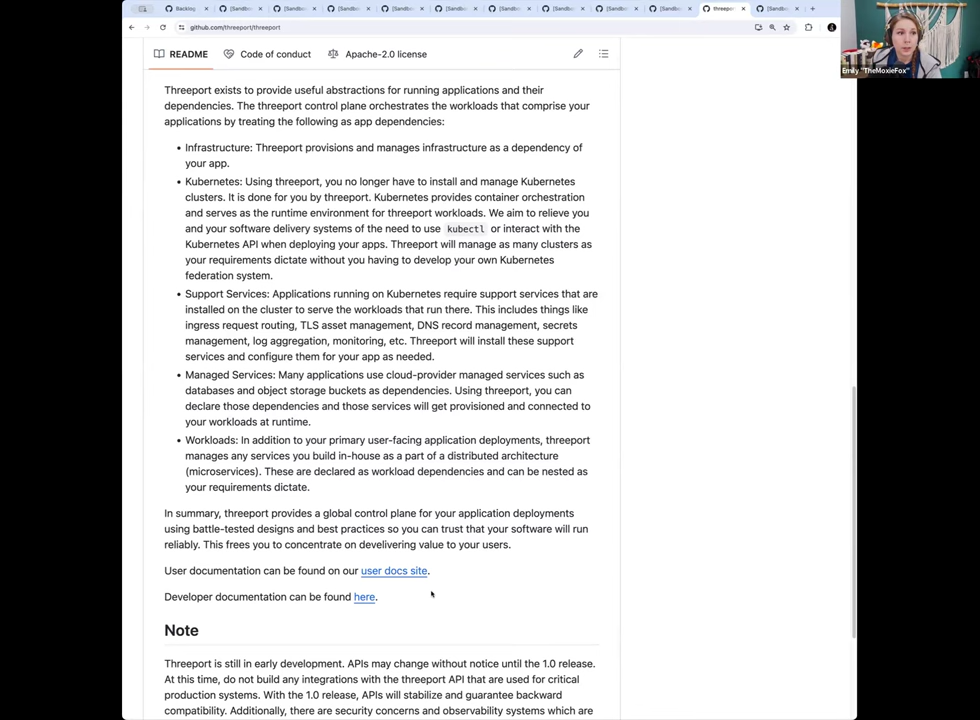 Backlog
[Sandbo
[Sandbo
[Sandbo
[Sandbo
[Sandbo
[Sandbo
[Sandbo
[Sandbo
[Sandbo
threepor
[Sandbo
github.com/threeport/threeport
Emily "TheMoxieFox"
README
Code of conduct
Apache-2.0 license
Threeport exists to provide useful abstractions for running applications and their
dependencies. The threeport control plane orchestrates the workloads that comprise your
applications by treating the following as app dependencies:
• Infrastructure: Threeport provisions and manages infrastructure as a dependency of
your app.
• Kubernetes: Using threeport, you no longer have to install and manage Kubernetes
clusters. It is done for you by threeport. Kubernetes provides container orchestration
and serves as the runtime environment for threeport workloads. We aim to relieve you
and your software delivery systems of the need to use kubectl or interact with the
Kubernetes API when deploying your apps. Threeport will manage as many clusters as
your requirements dictate without you having to develop your own Kubernetes
federation system.
• Support Services: Applications running on Kubernetes require support services that are
installed on the cluster to serve the workloads that run there. This includes things like
ingress request routing, TLS asset management, DNS record management, secrets
management, log aggregation, monitoring, etc. Threeport will install these support
services and configure them for your app as needed.
• Managed Services: Many applications use cloud-provider managed services such as
databases and object storage buckets as dependencies. Using threeport, you can
declare those dependencies and those services will get provisioned and connected to
your workloads at runtime.
• Workloads: In addition to your primary user-facing application deployments, threeport
manages any services you build in-house as a part of a distributed architecture
(microservices). These are declared as workload dependencies and can be nested as
your requirements dictate.
In summary, threeport provides a global control plane for your application deployments
using battle-tested designs and best practices so you can trust that your software will run
reliably. This frees you to concentrate on develivering value to your users.
User documentation can be found on our user docs site.
Developer documentation can be found here.
Note
Threeport is still in early development. APIs may change without notice until the 1.0 release.
At this time, do not build any integrations with the threeport API that are used for critical
production systems. With the 1.0 release, APIs will stabilize and guarantee backward
compatibility. Additionally, there are security concerns and observability systems which are